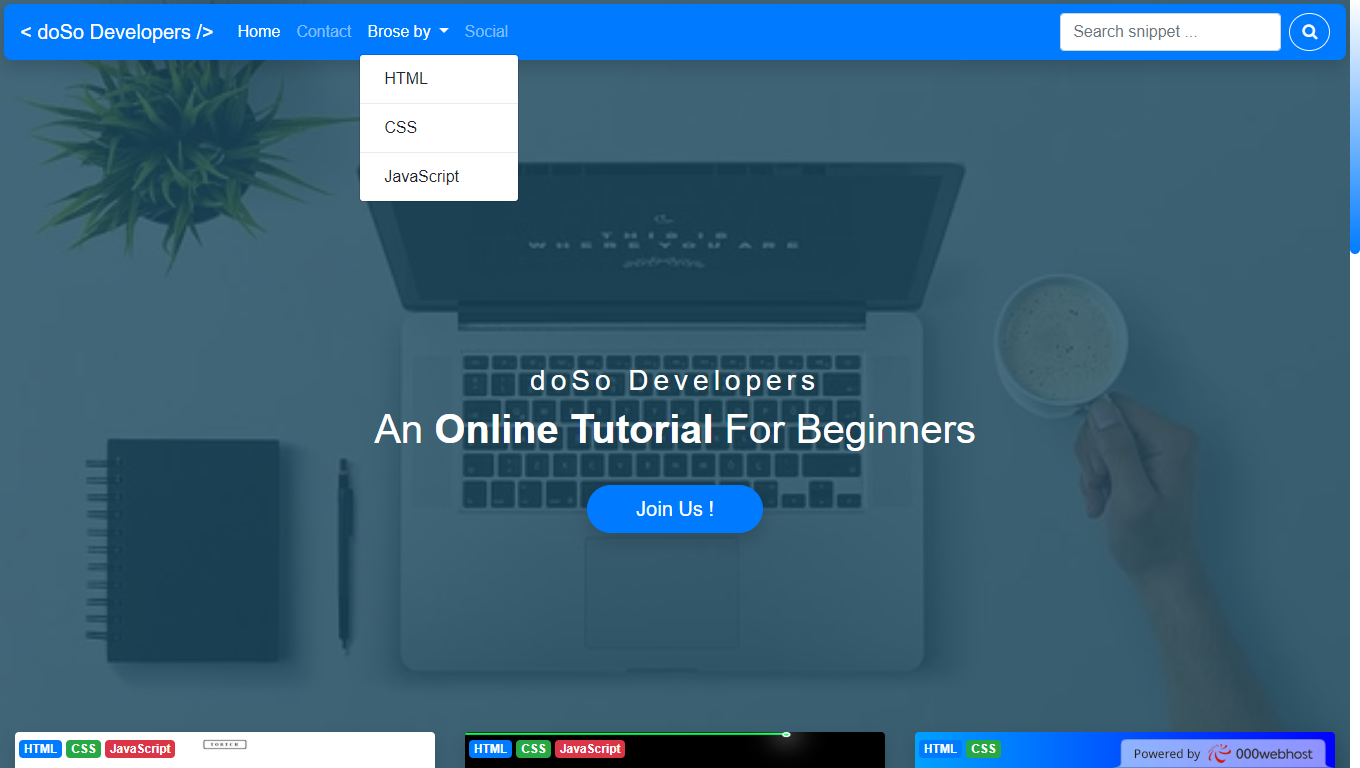 < doSo Developers /> Home Contact Brose by Social Search snippet ...
HTML
CSS
JavaScript
THIS IS
WHERE YOU ARE
doSo Developers
An Online Tutorial For Beginners
Join Us !
HTML CSS JavaScript
TORTCH
HTML CSS JavaScript
HTML CSS
Powered by 000webhost